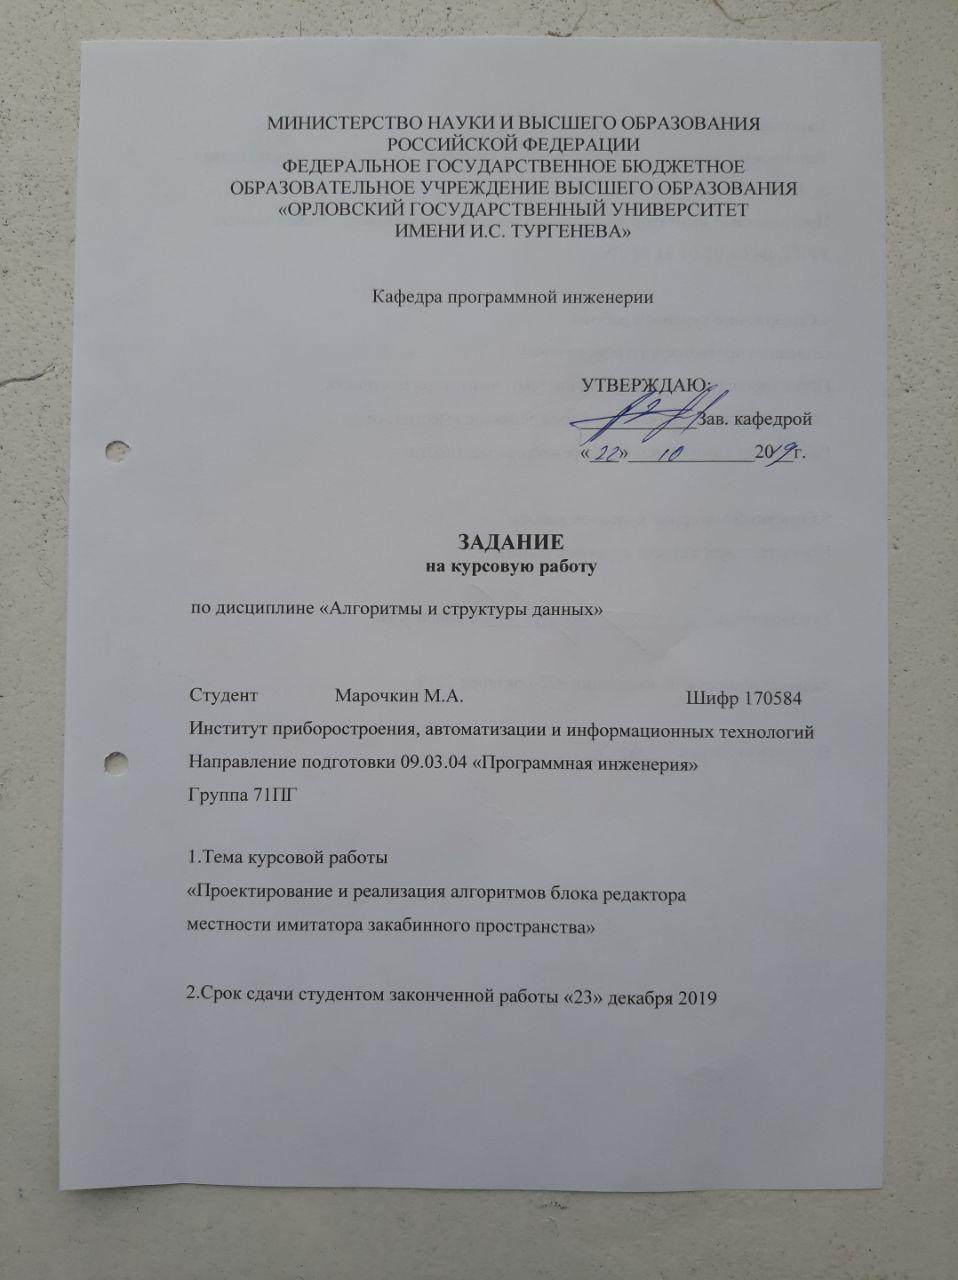 МИНИСТЕРСТВО НАУКИ И ВЫСШЕГО ОБРАЗОВАНИЯ
РОССИЙСКОЙ ФЕДЕРАЦИИ
ФЕДЕРАЛЬНОЕ ГОСУДАРСТВЕННОЕ БЮДЖЕТНОЕ
ОБРАЗОВАТЕЛЬНОЕ УЧРЕЖДЕНИЕ ВЫСШЕГО ОБРАЗОВАНИЯ
«ОРЛОВСКИЙ ГОСУДАРСТВЕННЫЙ УНИВЕРСИТЕТ
ИМЕНИ И.С. ТУРГЕНЕВА»
Кафедра программной инженерии
УТВЕРЖДАЮ:
____________Зав. кафедрой
«22»_____10_______2019г.
ЗАДАНИЕ
на курсовую работу
по дисциплине «Алгоритмы и структуры данных»
Студент Марочкин М.А. Шифр 170584
Институт приборостроения, автоматизации и информационных технологий
Направление подготовки 09.03.04 «Программная инженерия»
Группа 71ПГ
1.Тема курсовой работы
«Проектирование и реализация алгоритмов блока редактора
местности имитатора закабинного пространства»
2.Срок сдачи студентом законченной работы «23» декабря 2019